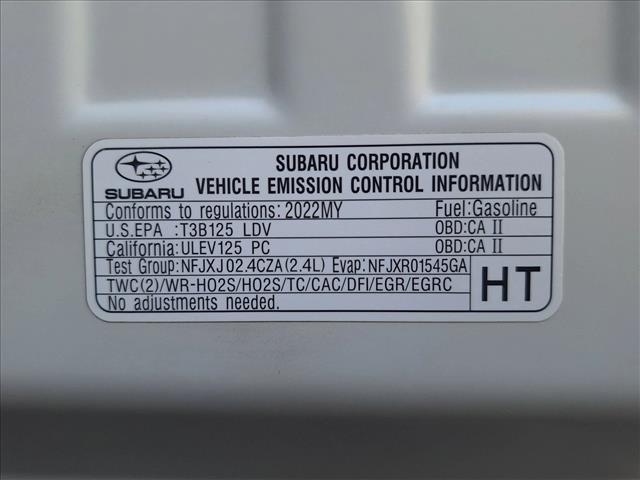 SUBARU
SUBARU CORPORATION
VEHICLE EMISSION CONTROL INFORMATION
Conforms to regulations:2022MY Fuel:Gasoline
U.S.EPA :T3B125 LDV OBD:CA II
California:ULEV125 PC OBD:CA II
Test Group:NFJXJ02.4CZA(2.4L) Evap:NFJXR01545GA
TWC(2)/WR-HO2S/HO2S/TC/CAC/DFI/EGR/EGRC
No adjustments needed.
HT